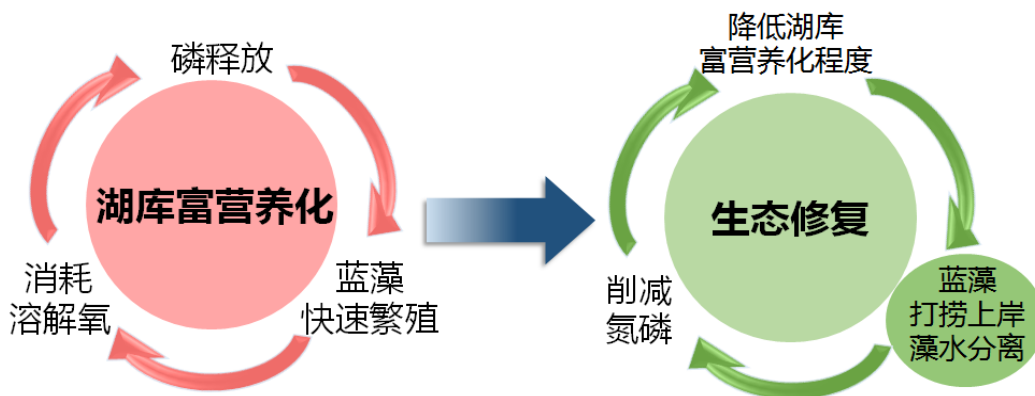 磷释放
湖库富营养化
消耗
溶解氧
蓝藻
快速繁殖
降低湖库
富营养化程度
生态修复
削减
氮磷
蓝藻
打捞上岸
藻水分离